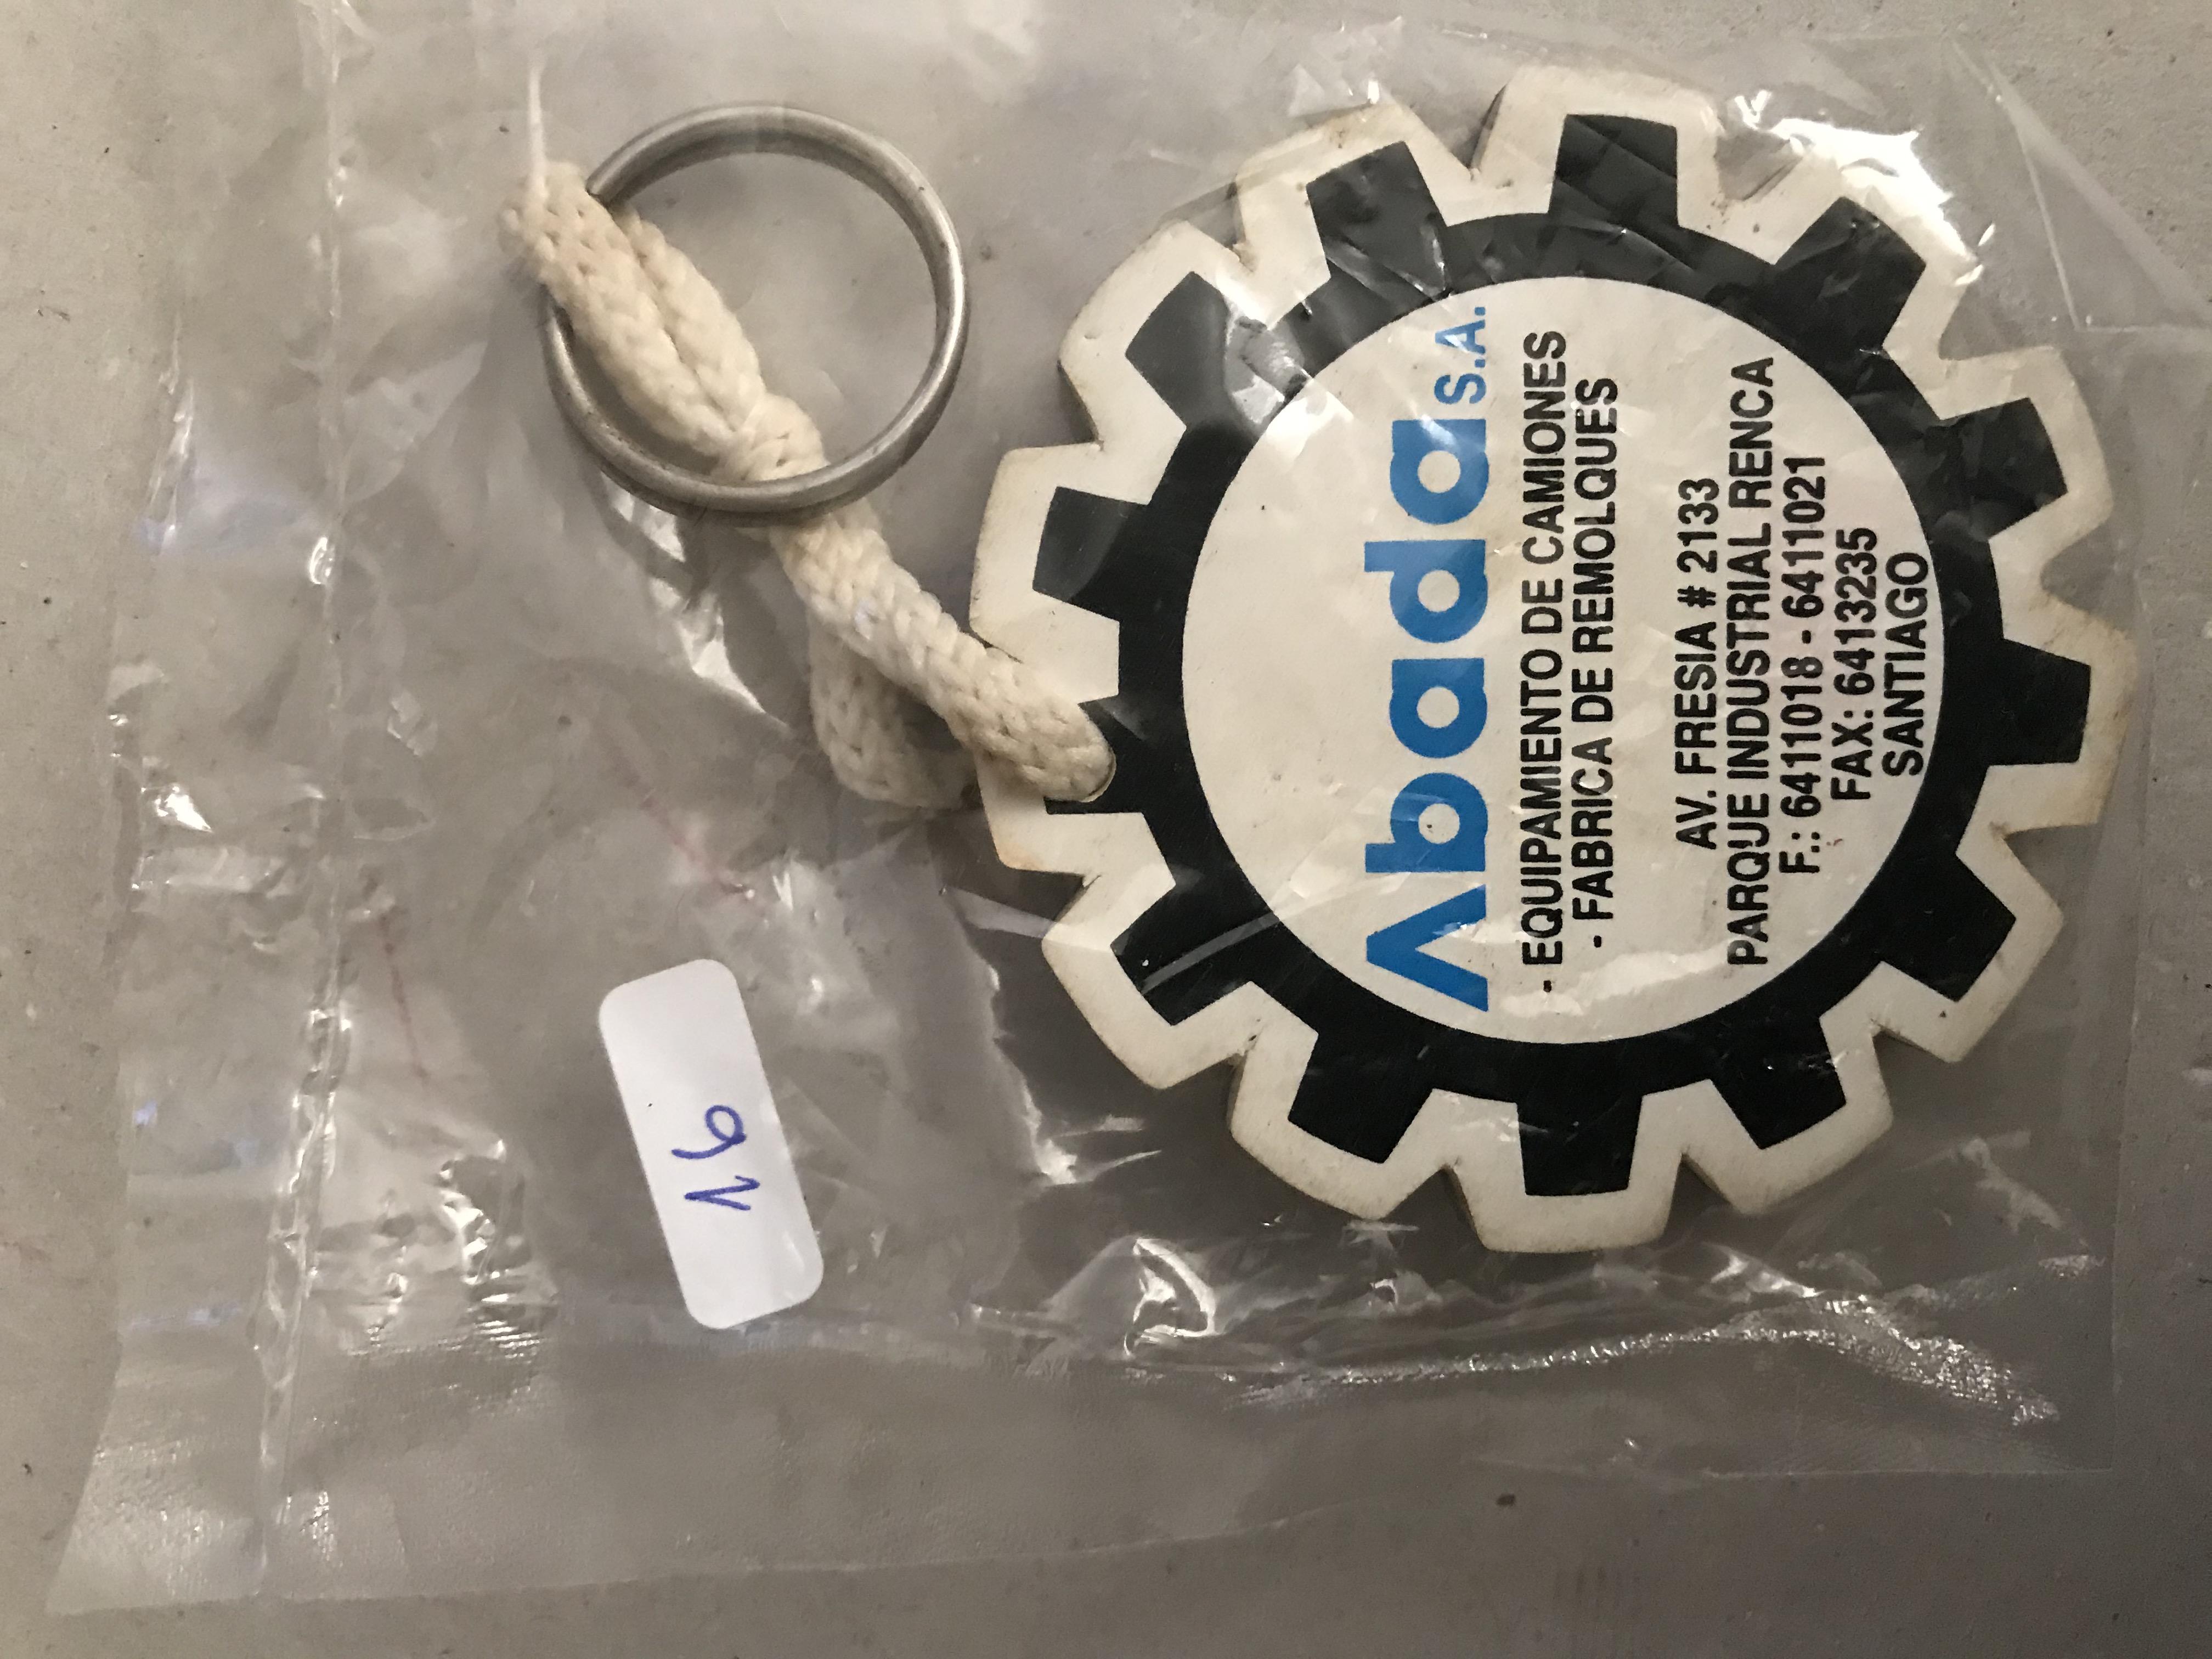 16
Abada S.A.
- EQUIPAMIENTO DE CAMIONES
- FABRICA DE REMOLQUES
AV. FRESIA # 2133
PARQUE INDUSTRIAL RENCA
F.: 6411018 - 6411021
FAX: 6413235
SANTIAGO